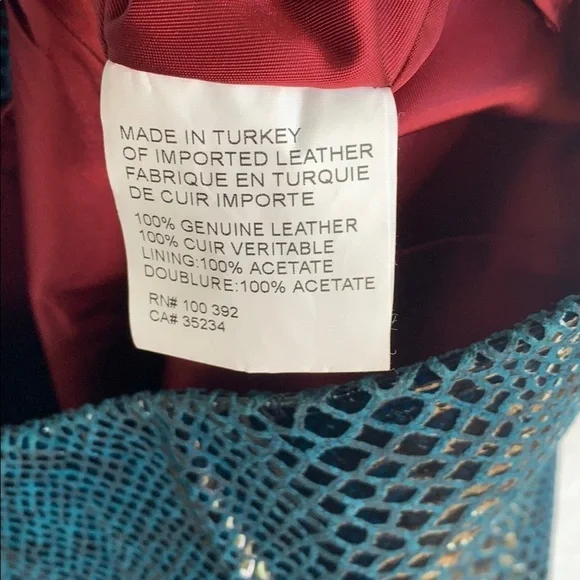 MADE IN TURKEY
OF IMPORTED LEATHER
FABRIQUE EN TURQUIE
DE CUIR IMPORTE
100% GENUINE LEATHER
100% CUIR VERITABLE
LINING:100% ACETATE
DOUBLURE:100% ACETATE
RN# 100 392
CA# 35234